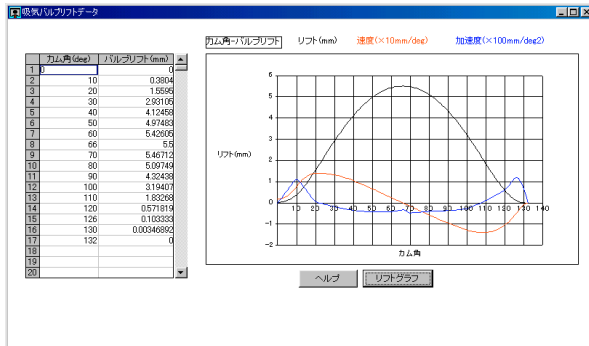 吸気バルブリフトデータ
カム角-バルブリフト リフト(mm) 速度(×10mm/deg) 加速度(×100mm/deg2)
カム角(deg) バルブリフト(mm)
1 0 0
2 10 0.3804
3 20 1.5595
4 30 2.93105
5 40 4.12458
6 50 4.97483
7 60 5.42605
8 66 5.5
9 70 5.46712
10 80 5.09749
11 90 4.32438
12 100 3.19407
13 110 1.83268
14 120 0.571819
15 126 0.103333
16 130 0.00346892
17 132 0
18
19
20
6
5
4
3
2
1
0
-1
-2
リフト(mm)
10 20 30 40 50 60 70 80 90 100 110 120 130 140
カム角
ヘルプ リフトグラフ